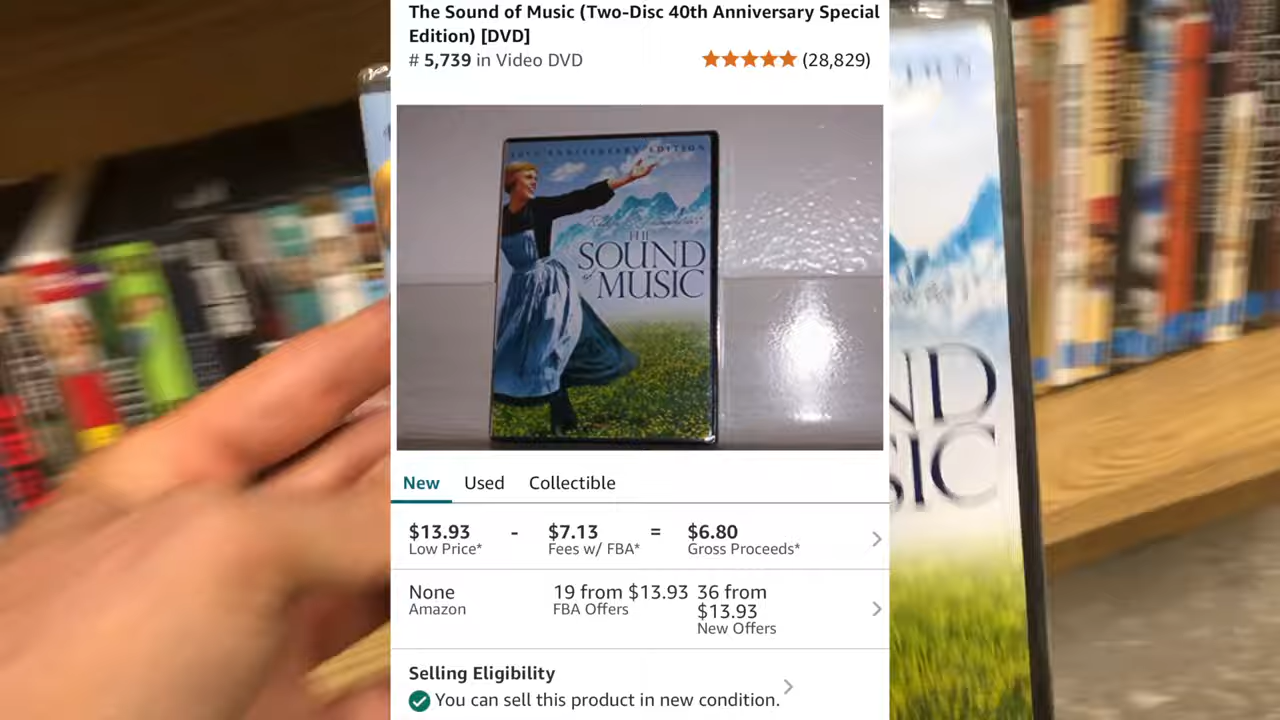 The Sound of Music (Two-Disc 40th Anniversary Special
Edition) [DVD]
# 5,739 in Video DVD
(28,829)
THE
SOUND
of
MUSIC
New Used Collectible
$13.93 - $7.13 = $6.80
Low Price* Fees w/ FBA* Gross Proceeds*
None 19 from $13.93 36 from
$13.93
Amazon FBA Offers
New Offers
Selling Eligibility
You can sell this product in new condition.
ND
SIC